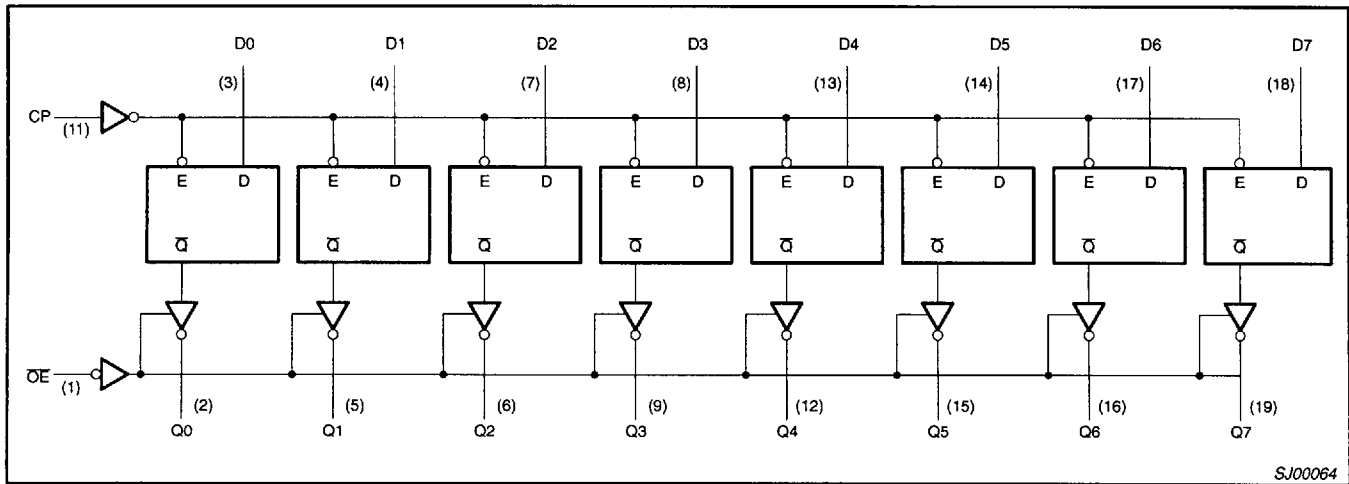 D0 D1 D2 D3 D4 D5 D6 D7
(3) (4) (7) (8) (13) (14) (17) (18)
CP
(11)
E D E D E D E D E D E D E D E D
Q̅ Q̅ Q̅ Q̅ Q̅ Q̅ Q̅ Q̅
O̅E̅
(1)
(2) (5) (6) (9) (12) (15) (16) (19)
Q0 Q1 Q2 Q3 Q4 Q5 Q6 Q7
SJ00064